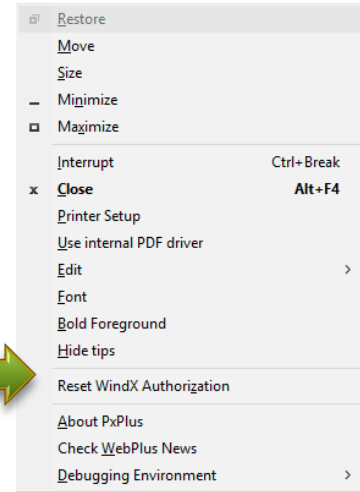 Restore
Move
Size
Minimize
Maximize
Interrupt Ctrl+Break
x Close Alt+F4
Printer Setup
Use internal PDF driver
Edit >
Font
Bold Foreground
Hide tips
Reset WindX Authorization
About PxPlus
Check WebPlus News
Debugging Environment >